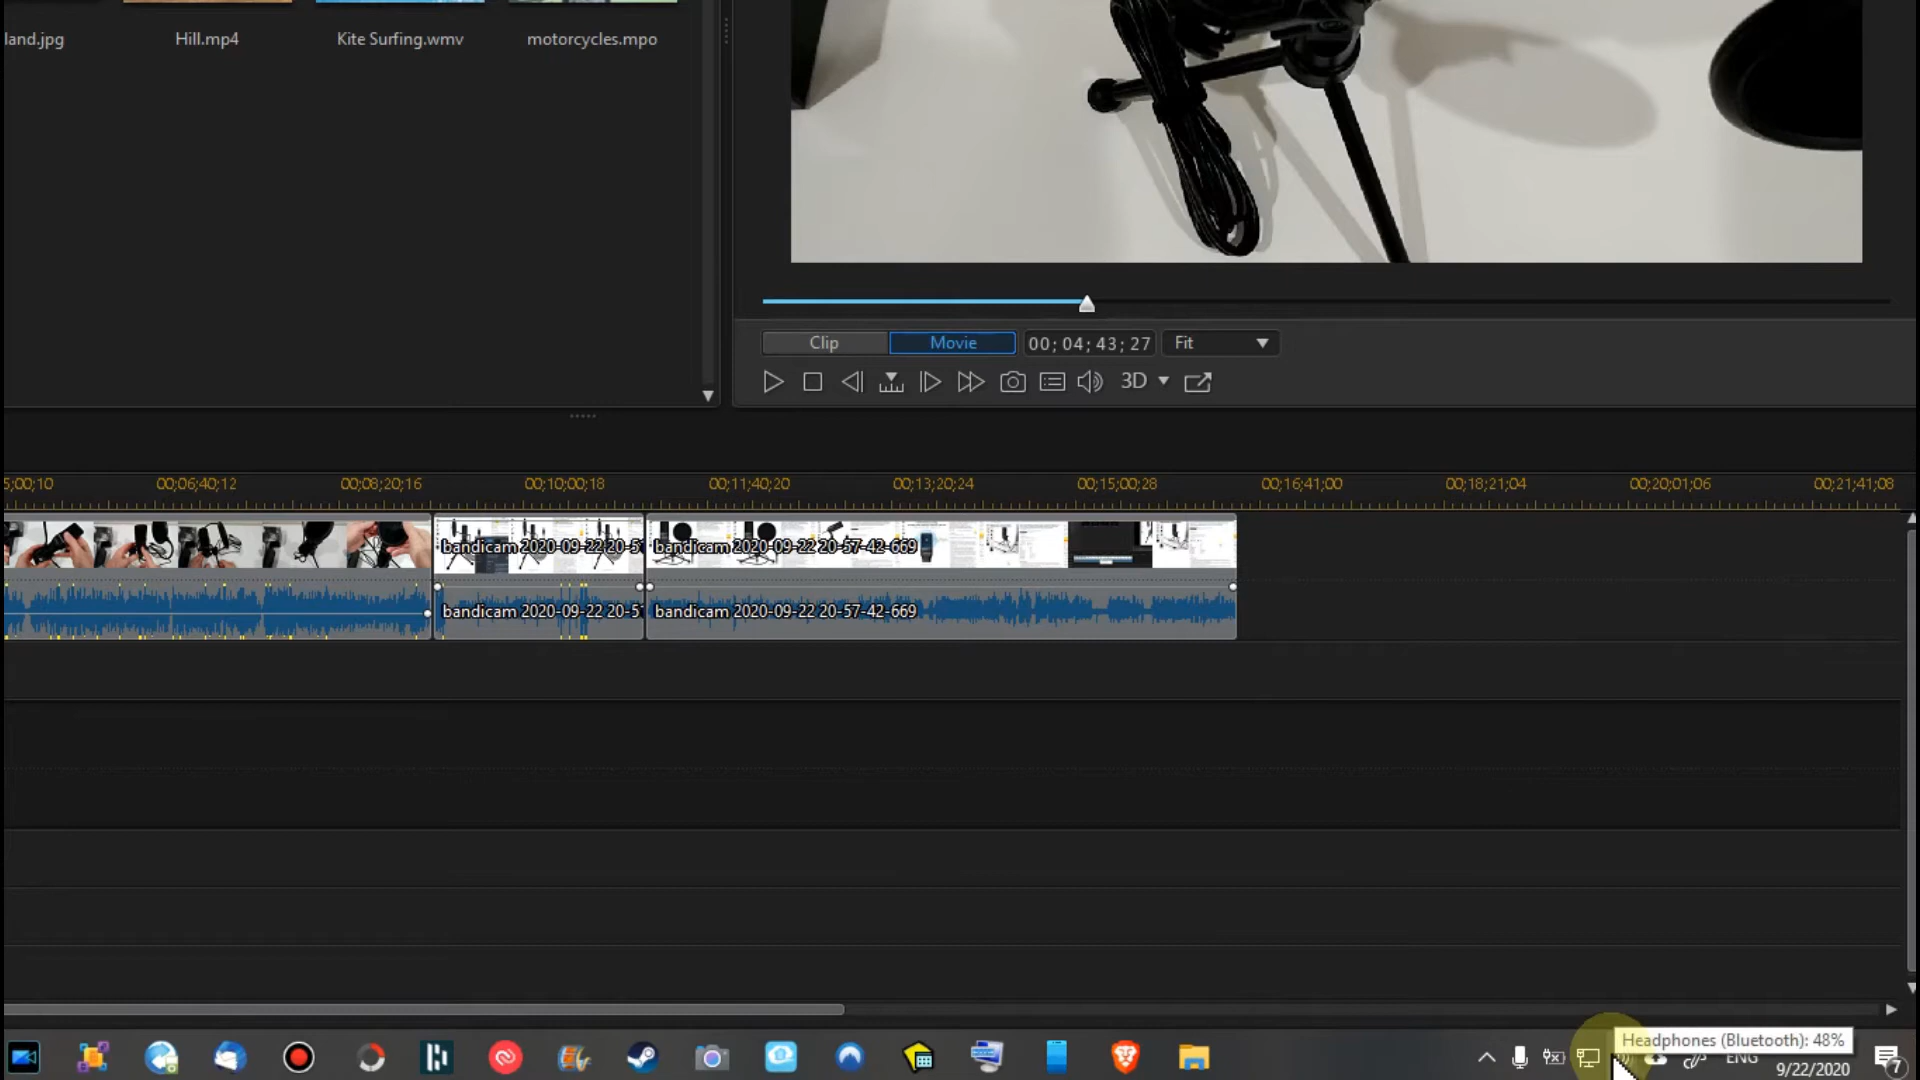 land.jpg
Hill.mp4
Kite Surfing.wmv
motorcycles.mpo
Clip
Movie
00; 04; 43; 27
Fit
3D
5;00;10
00;06;40;12
00;08;20;16
00;10;00;18
00;11;40;20
00;13;20;24
00;15;00;28
00;16;41;00
00;18;21;04
00;20;01;06
00;21;41;08
bandicam 2020-09-22 20-5
bandicam 2020-09-22 20-57-42-669
bandicam 2020-09-22 20-5
bandicam 2020-09-22 20-57-42-669
Headphones (Bluetooth): 48%
ENG
9/22/2020
7